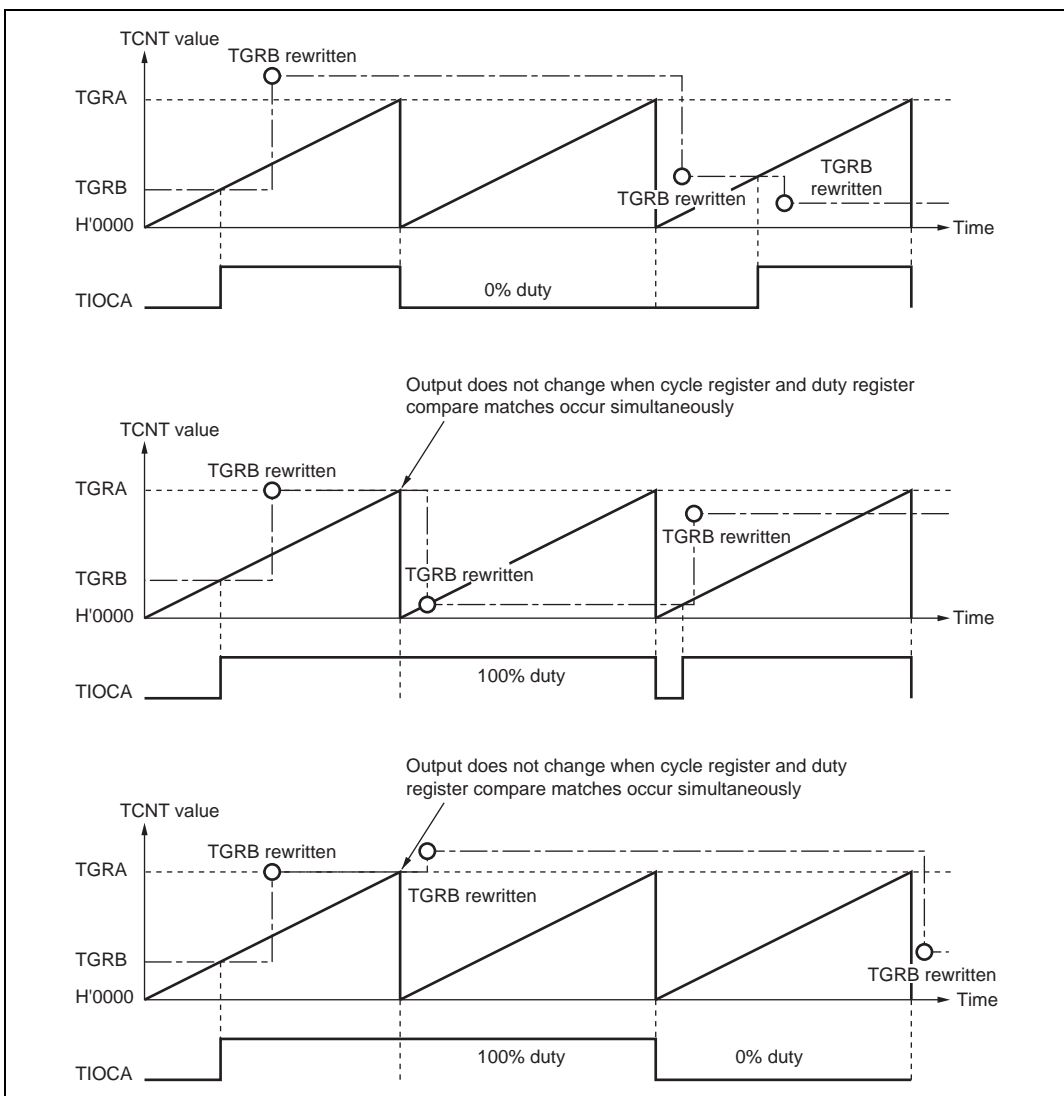 TCNT value
TGRB rewritten
TGRA
TGRB
TGRB rewritten
TGRB
rewritten
H'0000
Time
TIOCA
0% duty
Output does not change when cycle register and duty register
compare matches occur simultaneously
TCNT value
TGRB rewritten
TGRA
TGRB rewritten
TGRB
TGRB rewritten
H'0000
Time
TIOCA
100% duty
Output does not change when cycle register and duty
register compare matches occur simultaneously
TCNT value
TGRB rewritten
TGRA
TGRB rewritten
TGRB
TGRB rewritten
H'0000
Time
TIOCA
100% duty
0% duty